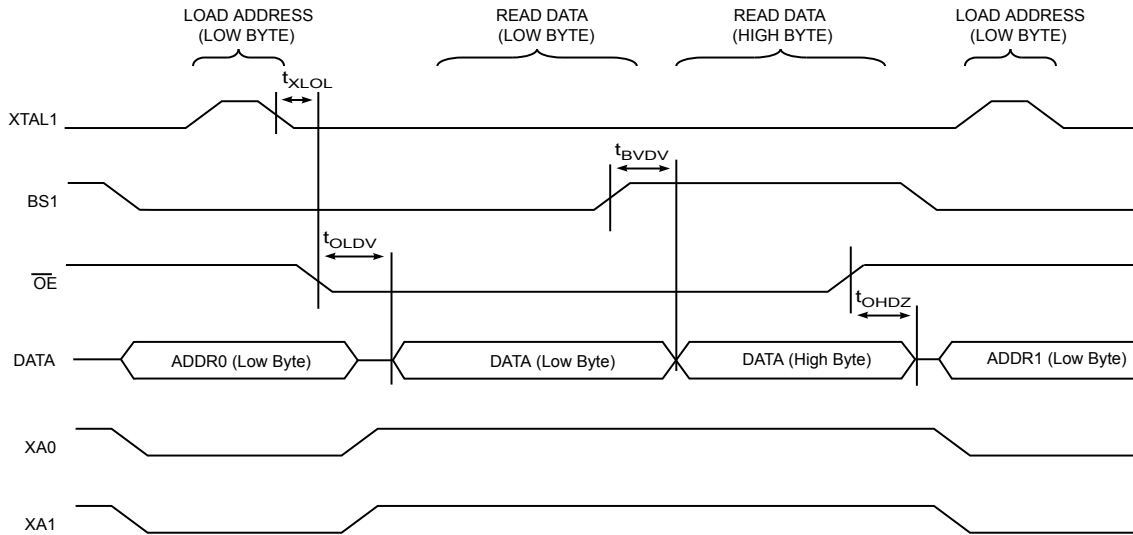 LOAD ADDRESS
(LOW BYTE)
READ DATA
(LOW BYTE)
READ DATA
(HIGH BYTE)
LOAD ADDRESS
(LOW BYTE)
tXLOL
XTAL1
tBVDV
BS1
tOLDV
OE
tOHDZ
DATA
ADDR0 (Low Byte)
DATA (Low Byte)
DATA (High Byte)
ADDR1 (Low Byte)
XA0
XA1